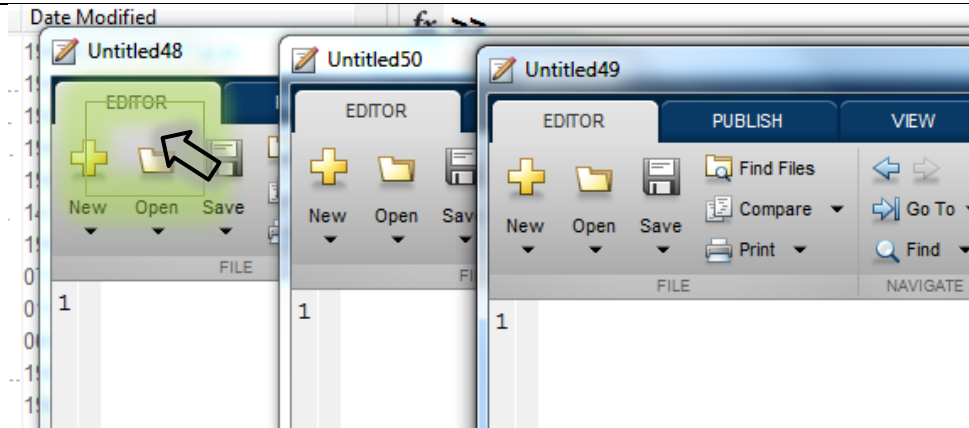 Date Modified
fx >>
Untitled48
EDITOR
New
Open
Save
FILE
1
Untitled50
EDITOR
New
Open
1
Untitled49
EDITOR
PUBLISH
VIEW
New
Open
Save
Find Files
Compare
Print
Go To
Find
FILE
NAVIGATE
1